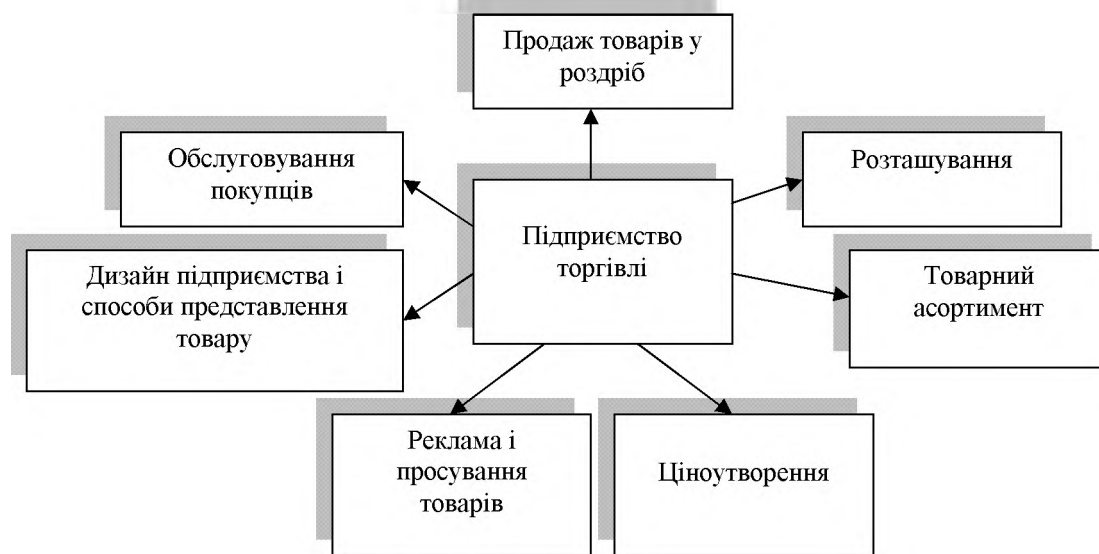 Продаж товарів у
роздріб
Обслуговування
покупців
Розташування
Підприємство
торгівлі
Дизайн підприємства і
способи представлення
товару
Товарний
асортимент
Реклама і
просування
товарів
Ціноутворення